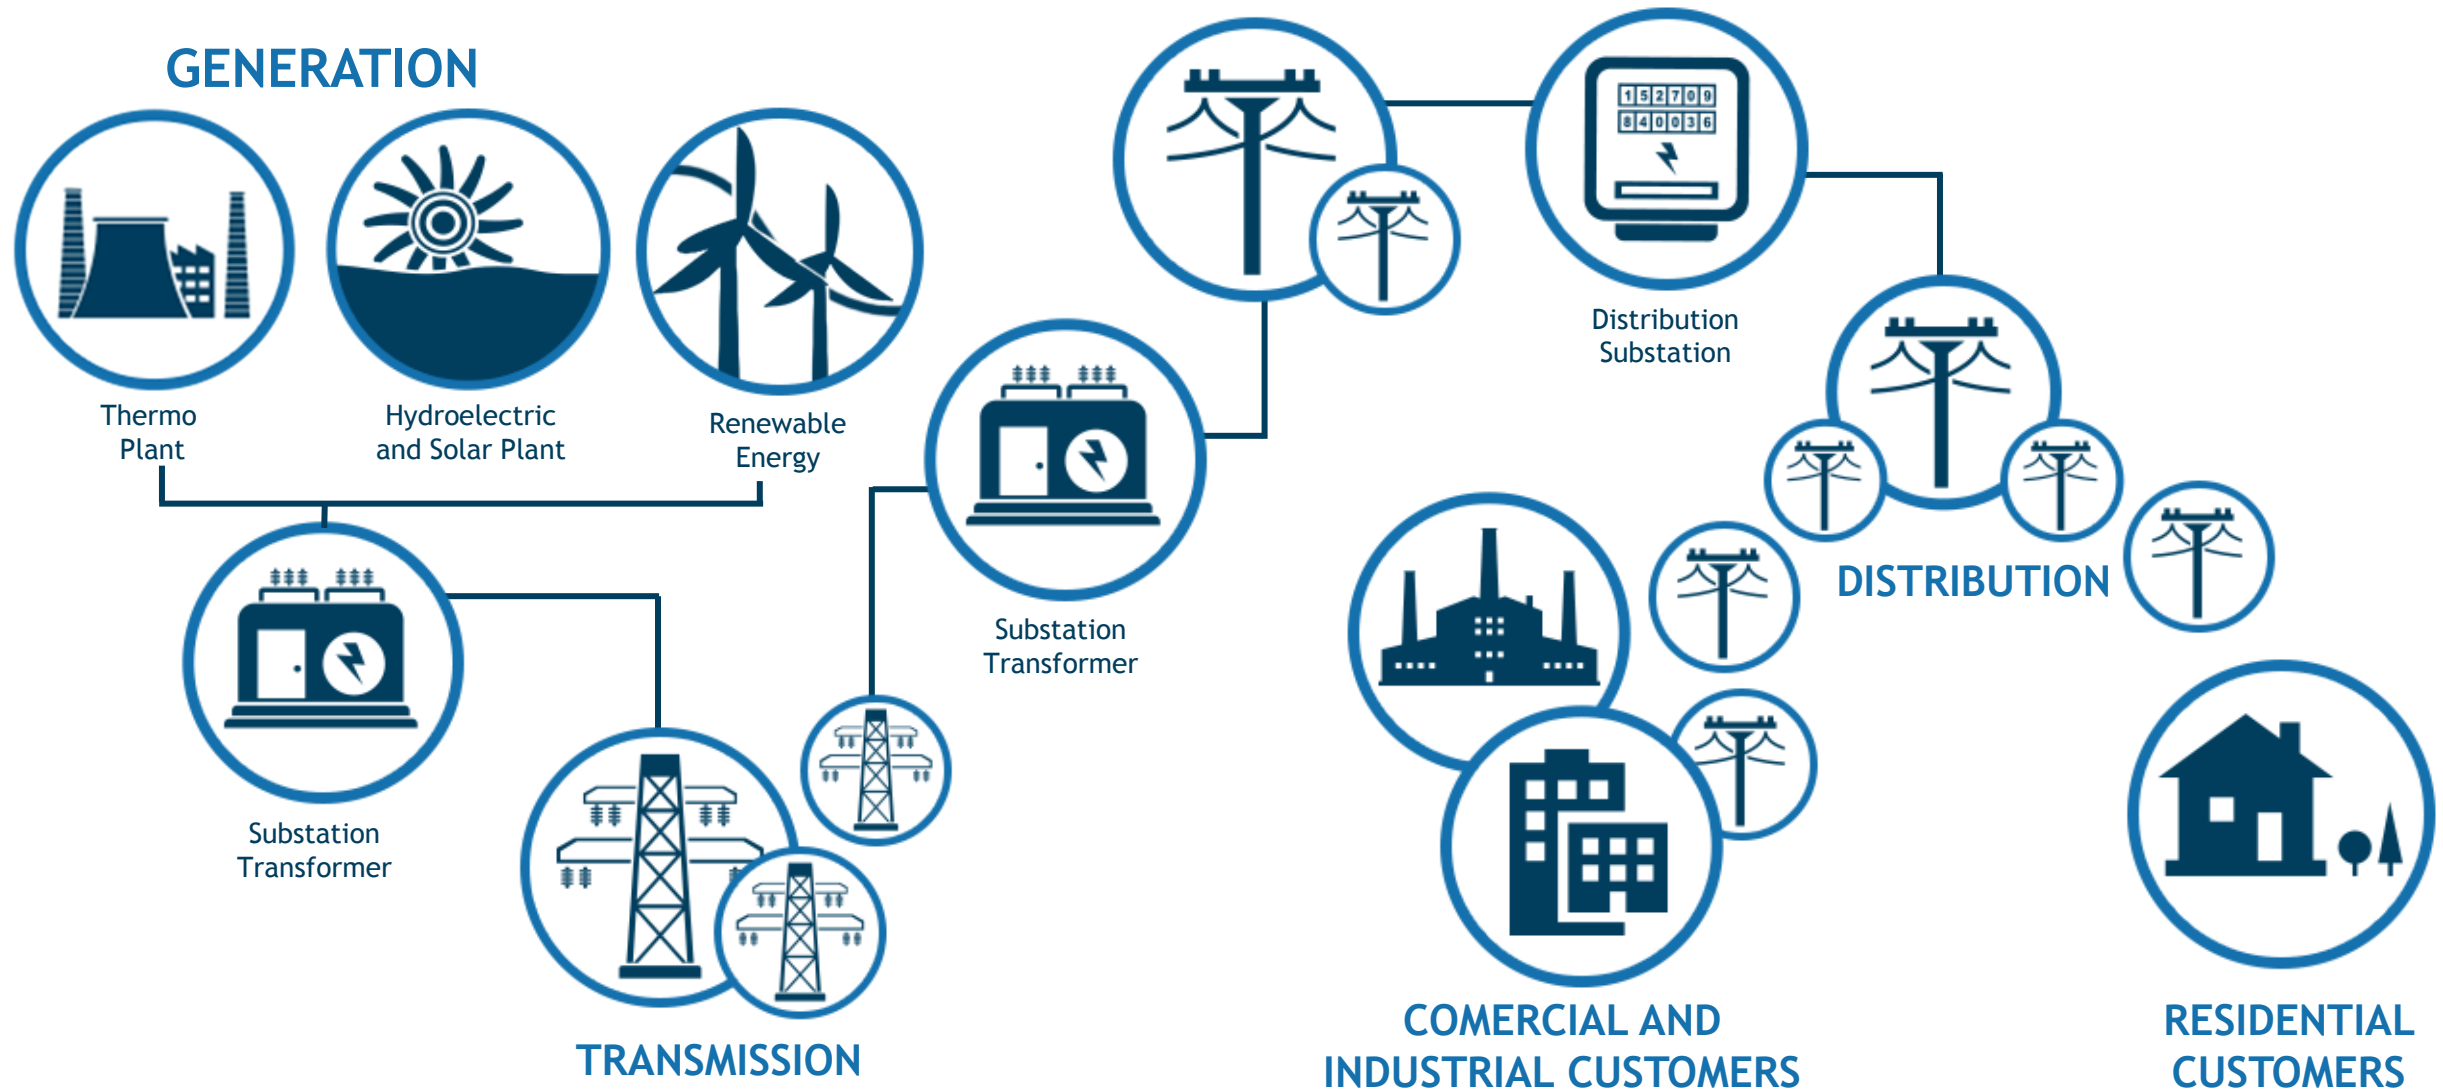 GENERATION
Thermo
Plant
Hydroelectric
and Solar Plant
Renewable
Energy
Substation
Transformer
TRANSMISSION
Substation
Transformer
152709
840036
Distribution
Substation
DISTRIBUTION
COMERCIAL AND
INDUSTRIAL CUSTOMERS
RESIDENTIAL
CUSTOMERS